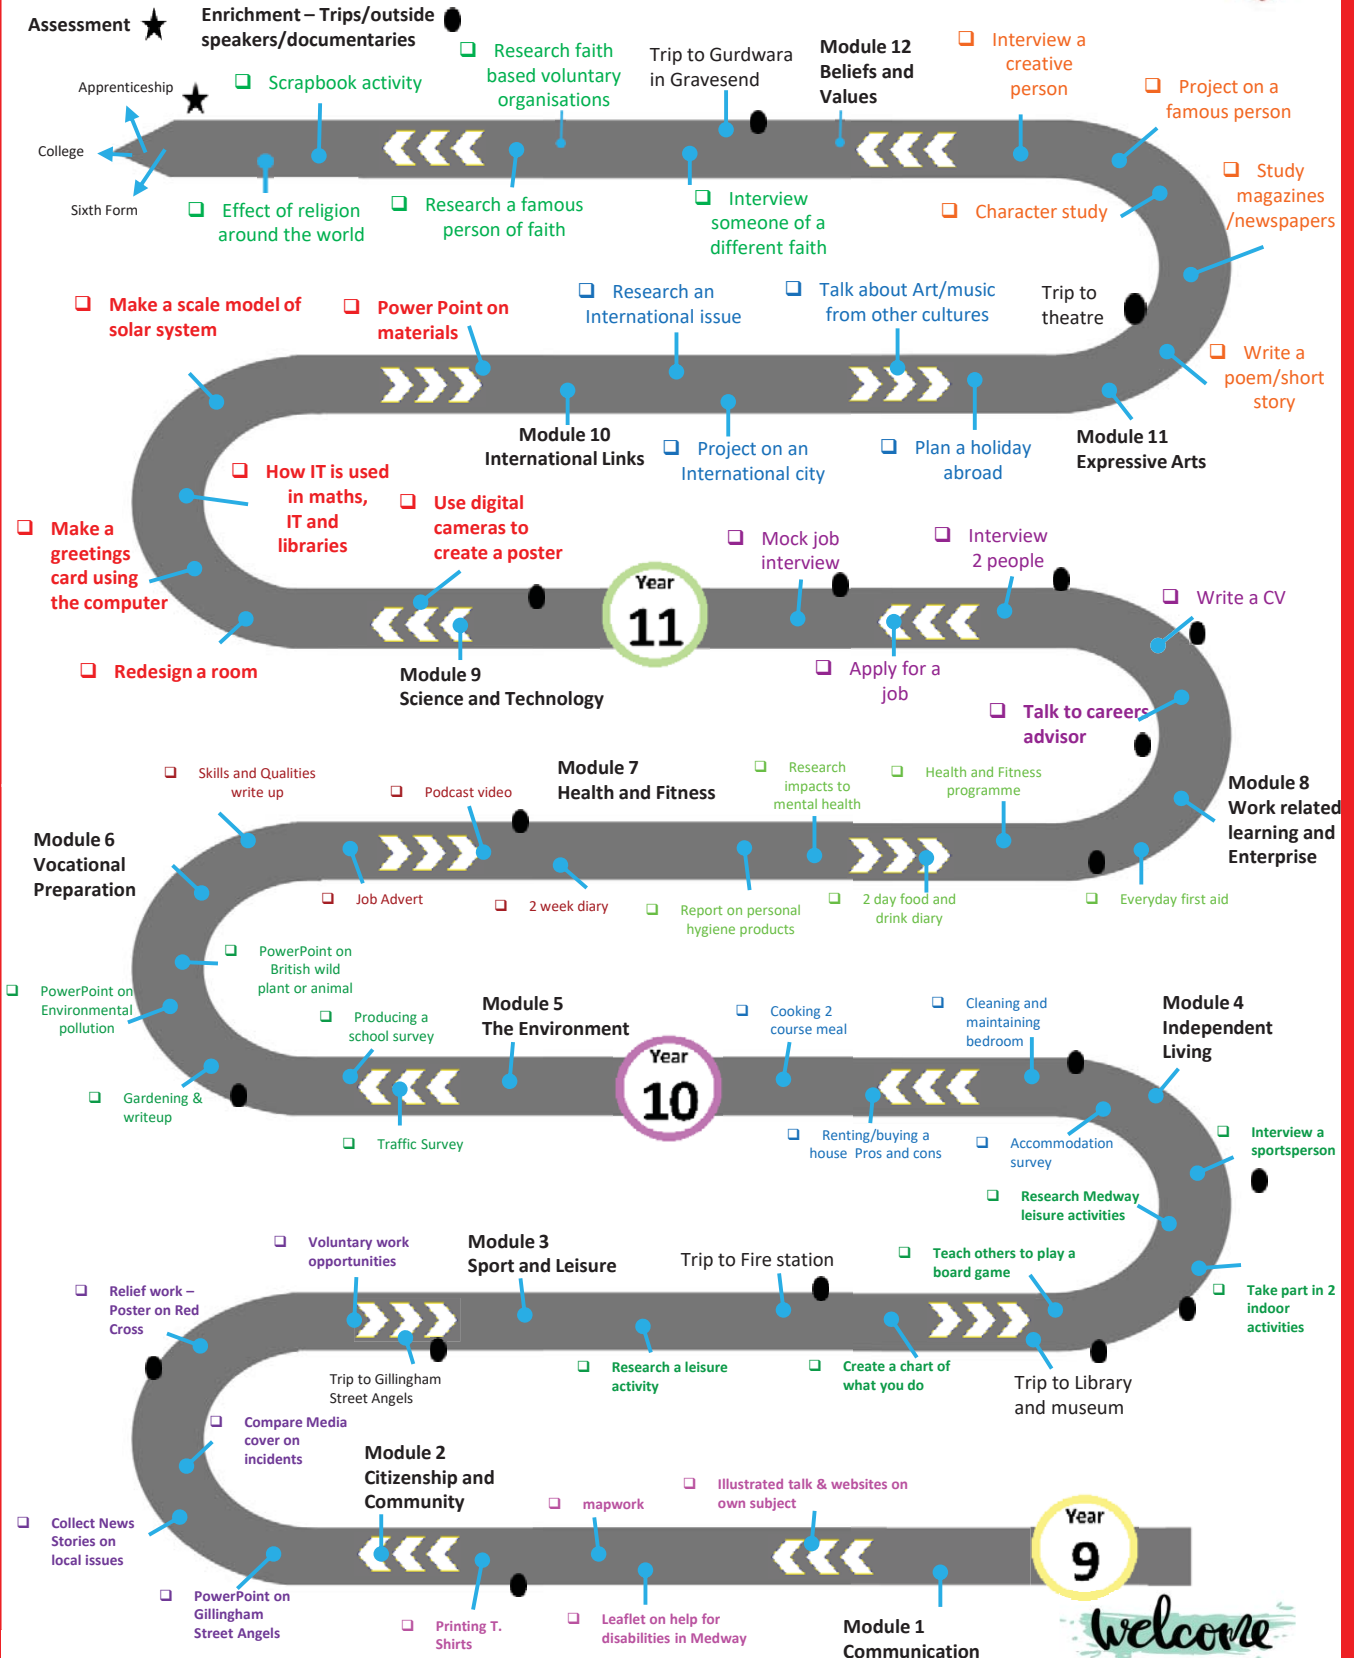 Assessment
Enrichment – Trips/outside
speakers/documentaries
Apprenticeship
College
Sixth Form
Scrapbook activity
Research faith
based voluntary
organisations
Trip to Gurdwara
in Gravesend
Module 12
Beliefs and
Values
Interview a
creative
person
Project on a
famous person
Study
magazines
/newspapers
Effect of religion
around the world
Research a famous
person of faith
Interview
someone of a
different faith
Character study
Make a scale model of
solar system
Power Point on
materials
Research an
International issue
Talk about Art/music
from other cultures
Trip to
theatre
Write a
poem/short
story
Module 10
International Links
Project on an
International city
Plan a holiday
abroad
Module 11
Expressive Arts
How IT is used
in maths,
IT and
libraries
Use digital
cameras to
create a poster
Make a
greetings
card using
the computer
Redesign a room
Module 9
Science and Technology
Year
11
Mock job
interview
Interview
2 people
Write a CV
Apply for a
job
Talk to careers
advisor
Skills and Qualities
write up
Podcast video
Module 7
Health and Fitness
Research
impacts to
mental health
Health and Fitness
programme
Module 8
Work related
learning and
Enterprise
Module 6
Vocational
Preparation
Job Advert
2 week diary
Report on personal
hygiene products
2 day food and
drink diary
Everyday first aid
PowerPoint on
British wild
plant or animal
PowerPoint on
Environmental
pollution
Producing a
school survey
Module 5
The Environment
Year
10
Cooking 2
course meal
Cleaning and
maintaining
bedroom
Module 4
Independent
Living
Gardening &
writeup
Traffic Survey
Renting/buying a
house  Pros and cons
Accommodation
survey
Interview a
sportsperson
Research Medway
leisure activities
Voluntary work
opportunities
Module 3
Sport and Leisure
Trip to Fire station
Teach others to play a
board game
Take part in 2
indoor
activities
Relief work –
Poster on Red
Cross
Trip to Gillingham
Street Angels
Research a leisure
activity
Create a chart of
what you do
Trip to Library
and museum
Compare Media
cover on
incidents
Module 2
Citizenship and
Community
mapwork
Illustrated talk & websites on
own subject
Year
9
Collect News
Stories on
local issues
PowerPoint on
Gillingham
Street Angels
Printing T.
Shirts
Leaflet on help for
disabilities in Medway
Module 1
Communication
welcome